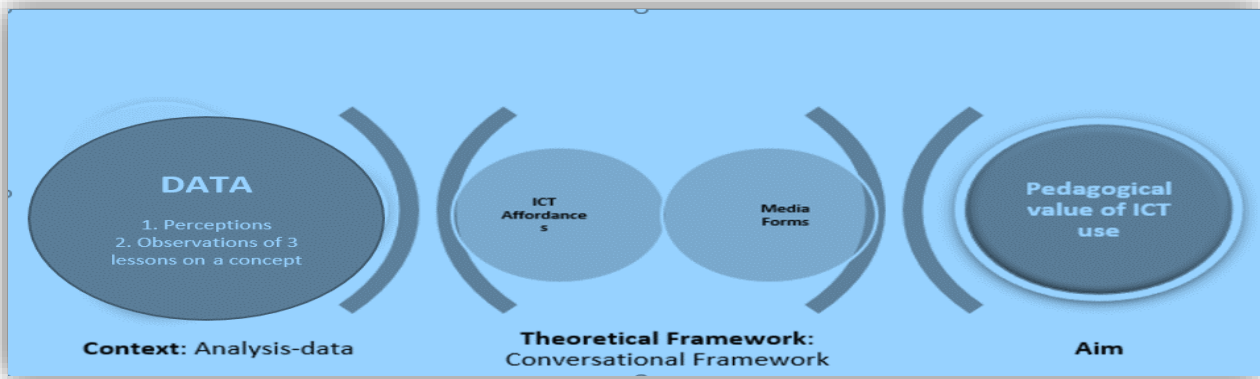 DATA
1. Perceptions
2. Observations of 3
lessons on a concept
Context: Analysis-data
ICT
Affordance
s
Media
Forms
Theoretical Framework:
Conversational Framework
Pedagogical
value of ICT
use
Aim